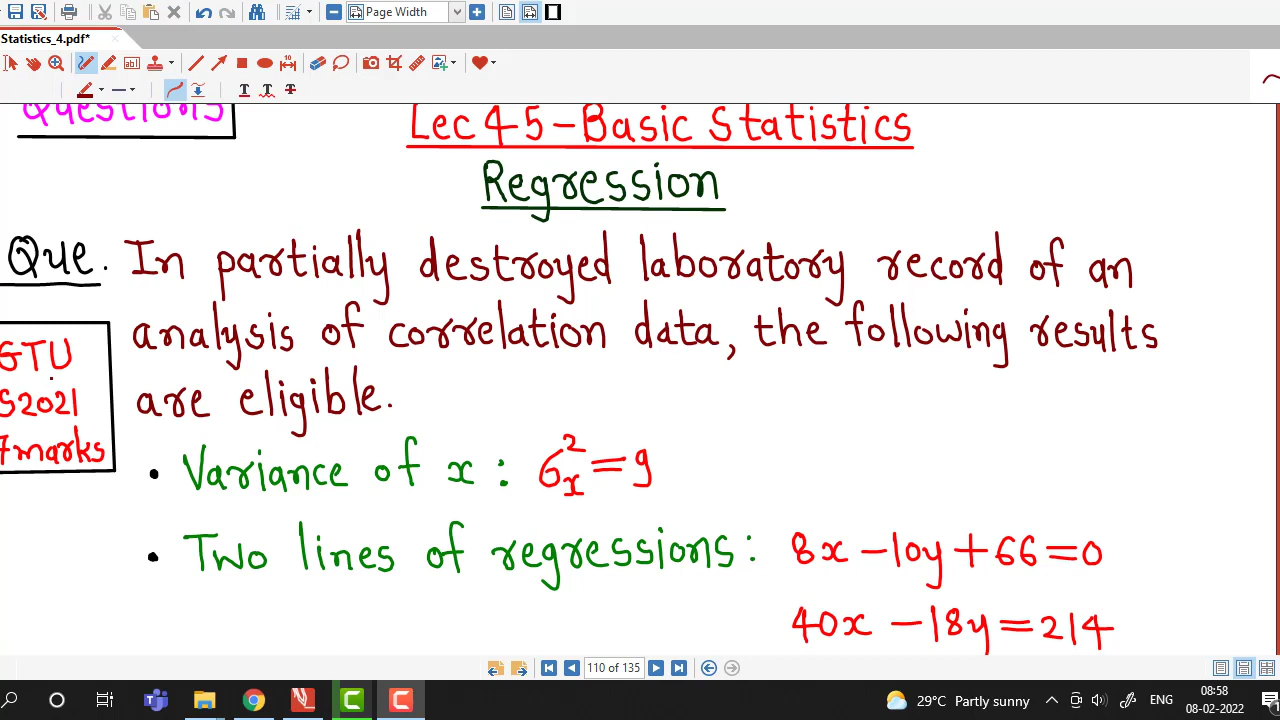 Page Width
Statistics_4.pdf*
Questions
Lec 45-Basic Statistics
Regression
Que. In partially destroyed laboratory record of an
analysis of correlation data, the following results
are eligible.
GTU
S2021
7marks
• Variance of x : σx² = 9
• Two lines of regressions: 8x - 10y + 66 = 0
40x - 18y = 214
110 of 135
29°C Partly sunny
ENG
08:58
08-02-2022